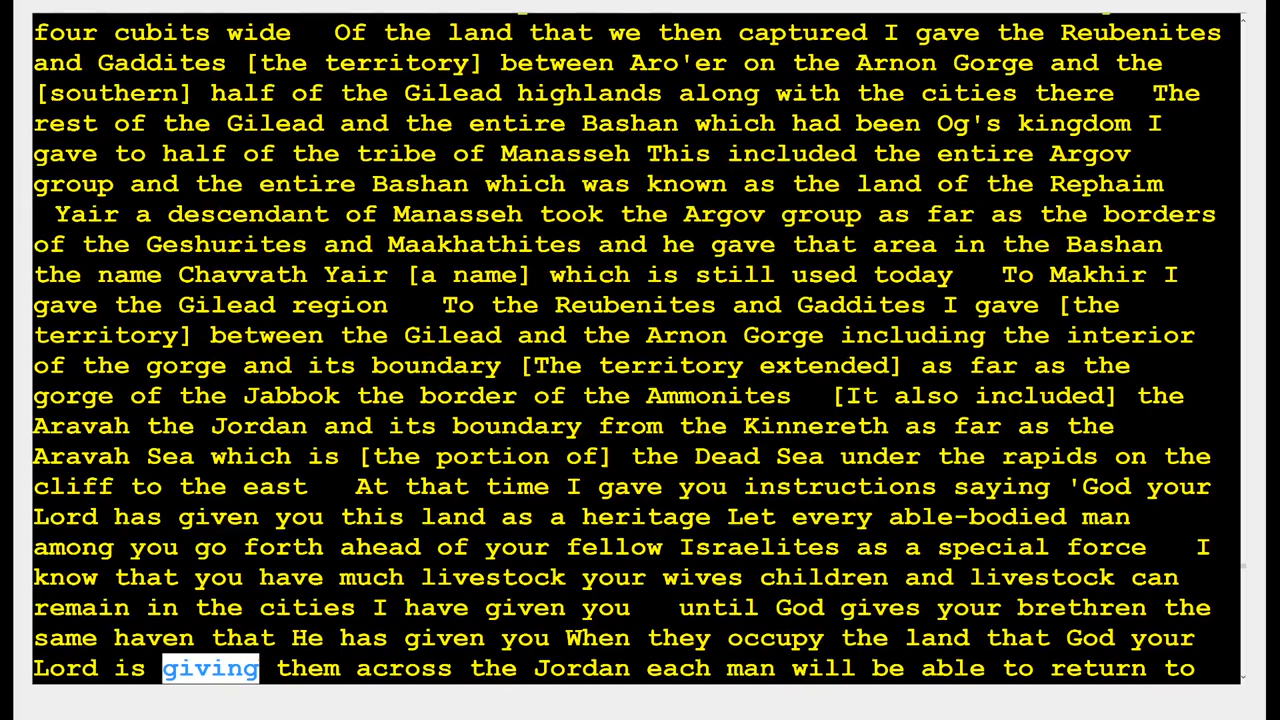 four cubits wide Of the land that we then captured I gave the Reubenites
and Gaddites [the territory] between Aro'er on the Arnon Gorge and the
[southern] half of the Gilead highlands along with the cities there The
rest of the Gilead and the entire Bashan which had been Og's kingdom I
gave to half of the tribe of Manasseh This included the entire Argov
group and the entire Bashan which was known as the land of the Rephaim
Yair a descendant of Manasseh took the Argov group as far as the borders
of the Geshurites and Maakhathites and he gave that area in the Bashan
the name Chavvath Yair [a name] which is still used today To Makhir I
gave the Gilead region To the Reubenites and Gaddites I gave [the
territory] between the Gilead and the Arnon Gorge including the interior
of the gorge and its boundary [The territory extended] as far as the
gorge of the Jabbok the border of the Ammonites [It also included] the
Aravah the Jordan and its boundary from the Kinnereth as far as the
Aravah Sea which is [the portion of] the Dead Sea under the rapids on the
cliff to the east At that time I gave you instructions saying 'God your
Lord has given you this land as a heritage Let every able-bodied man
among you go forth ahead of your fellow Israelites as a special force I
know that you have much livestock your wives children and livestock can
remain in the cities I have given you until God gives your brethren the
same haven that He has given you When they occupy the land that God your
Lord is giving them across the Jordan each man will be able to return to